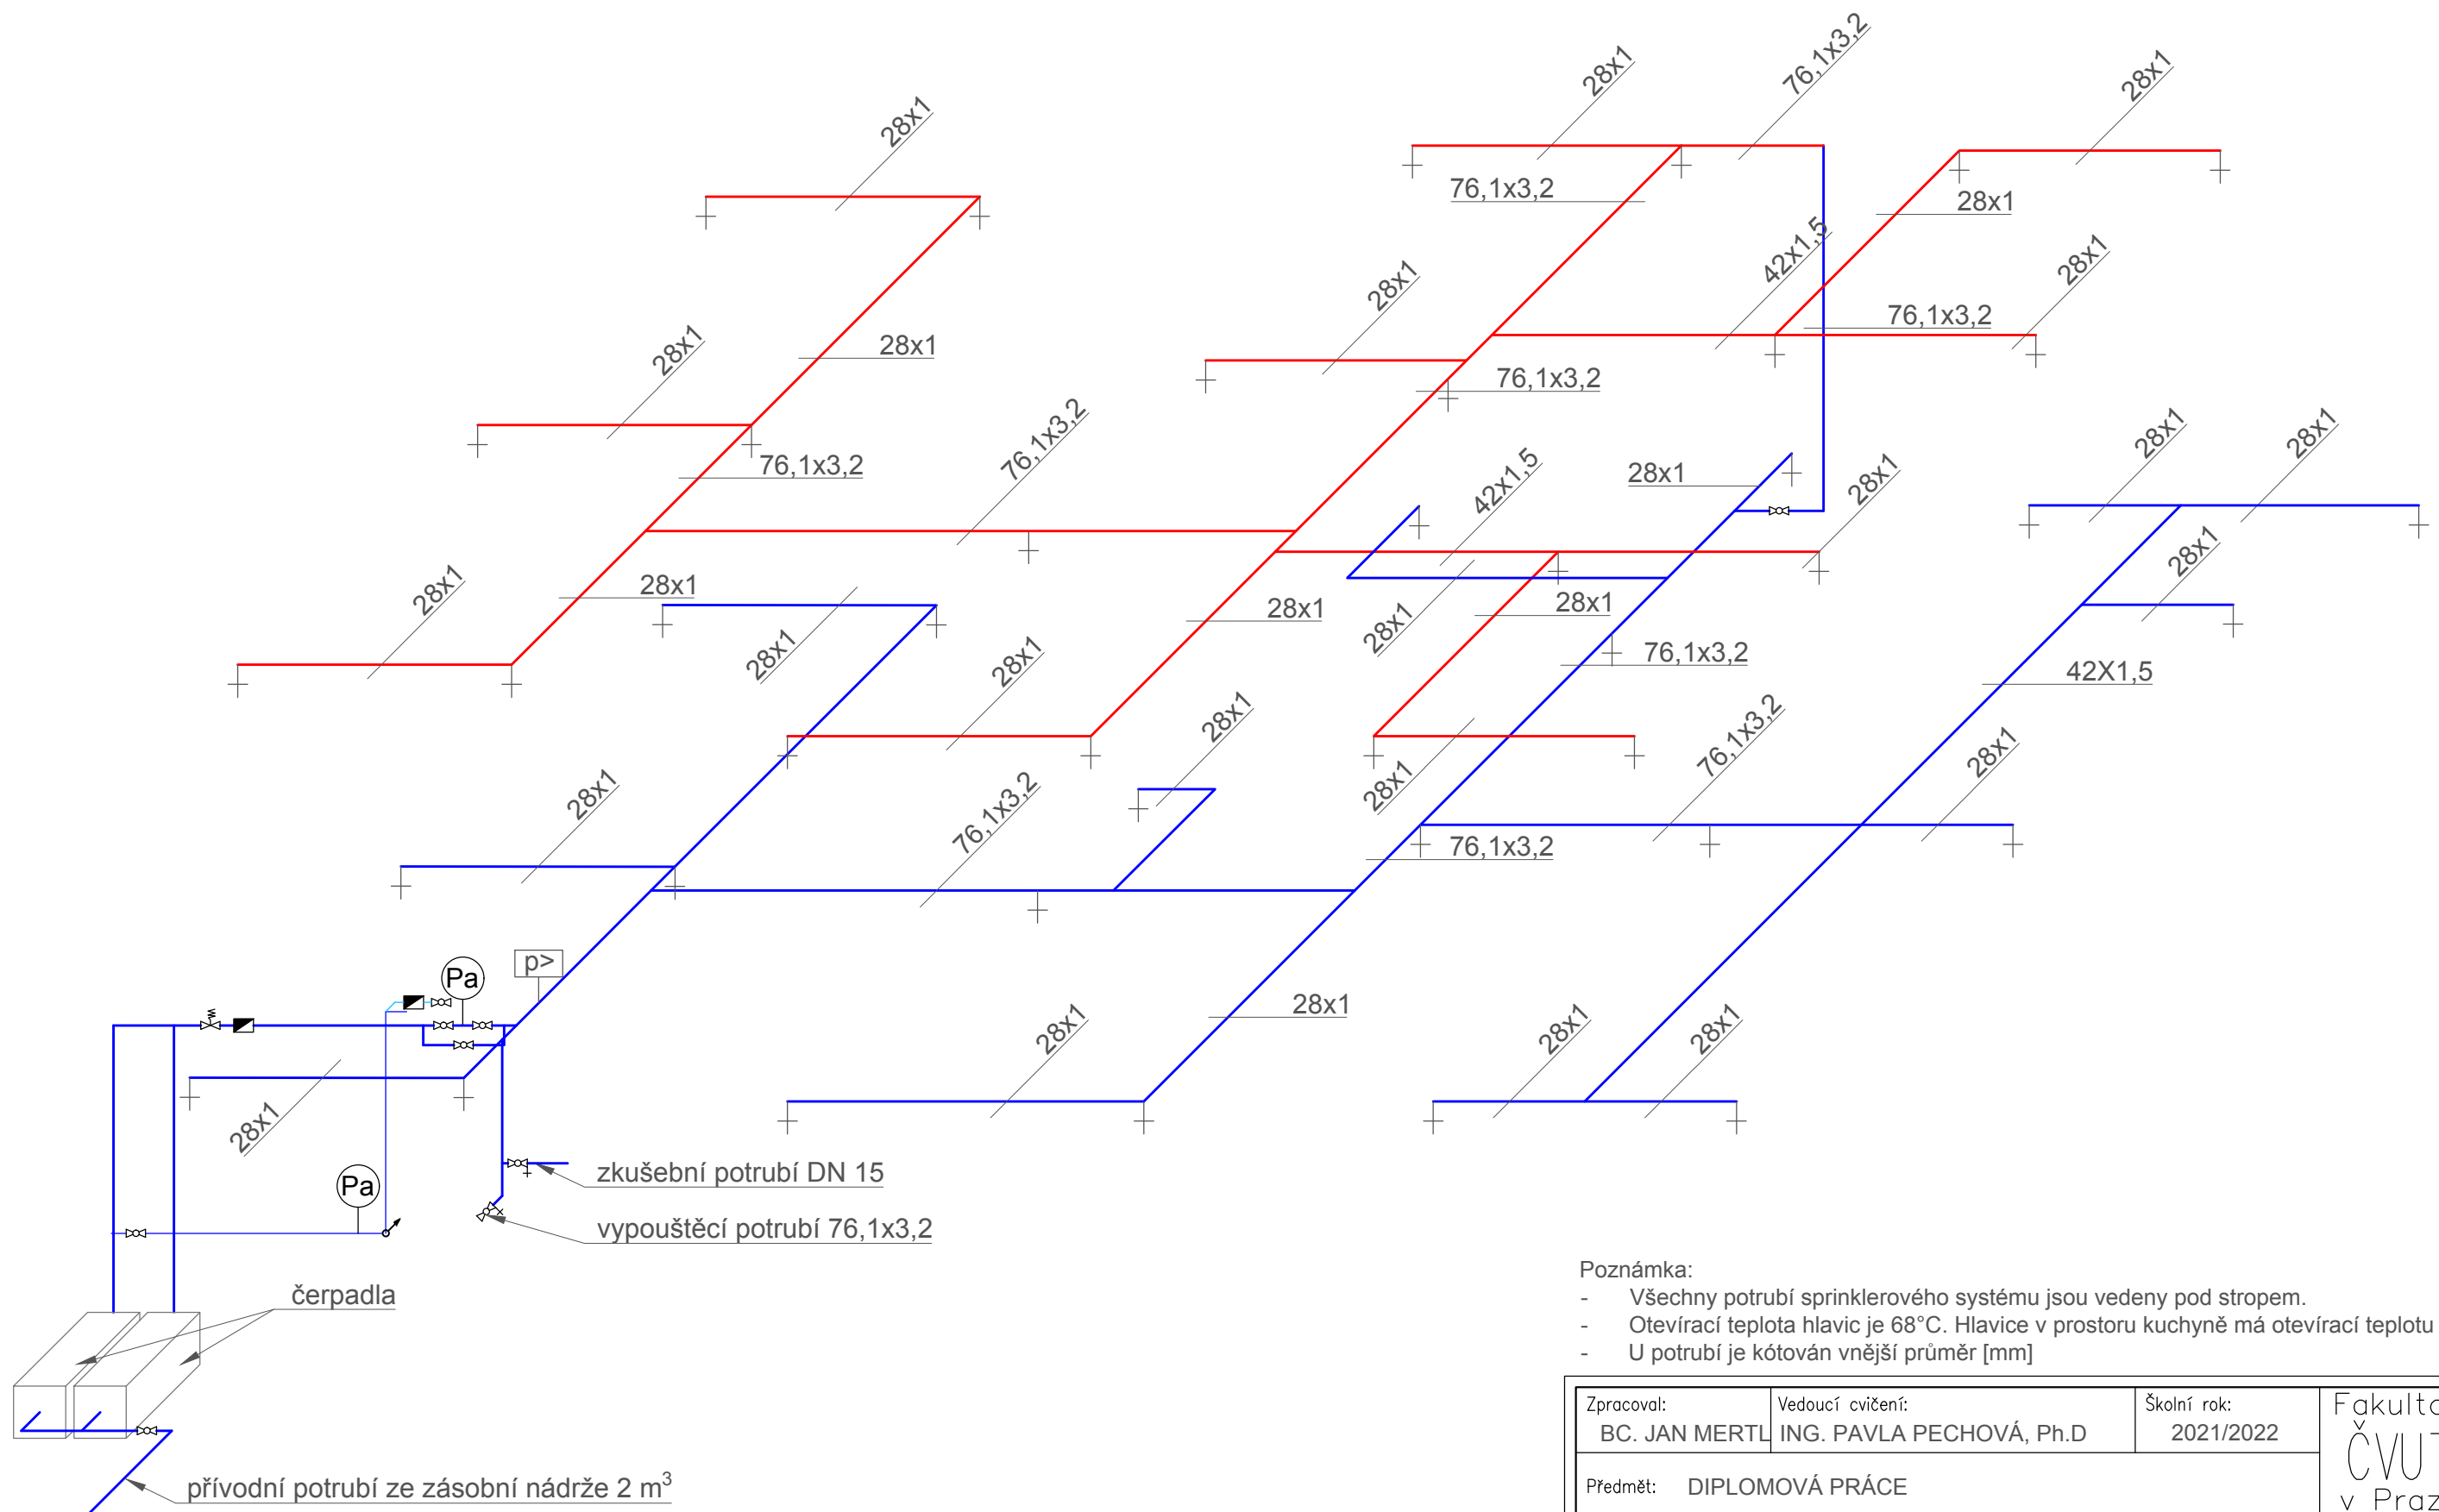 28x1
76,1x3,2
28x1
28x1
76,1x3,2
28x1
42x1,5
28x1
28x1
76,1x3,2
28x1
28x1
76,1x3,2
76,1x3,2
28x1
28x1
76,1x3,2
42x1,5
28x1
28x1
28x1
28x1
28x1
28x1
28x1
28x1
28x1
28x1
28x1
76,1x3,2
28x1
42X1,5
28x1
76,1x3,2
28x1
28x1
76,1x3,2
28x1
76,1x3,2
p>
Pa
28x1
28x1
28x1
28x1
28x1
zkušební potrubí DN 15
Pa
vypouštěcí potrubí 76,1x3,2
čerpadla
přívodní potrubí ze zásobní nádrže 2 m³
Poznámka:
- Všechny potrubí sprinklerového systému jsou vedeny pod stropem.
- Otevírací teplota hlavic je 68°C. Hlavice v prostoru kuchyně má otevírací teplotu
- U potrubí je kótován vnější průměr [mm]
Zpracoval: Vedoucí cvičení: Školní rok:
BC. JAN MERTL ING. PAVLA PECHOVÁ, Ph.D 2021/2022
Předmět: DIPLOMOVÁ PRÁCE
ČVUT